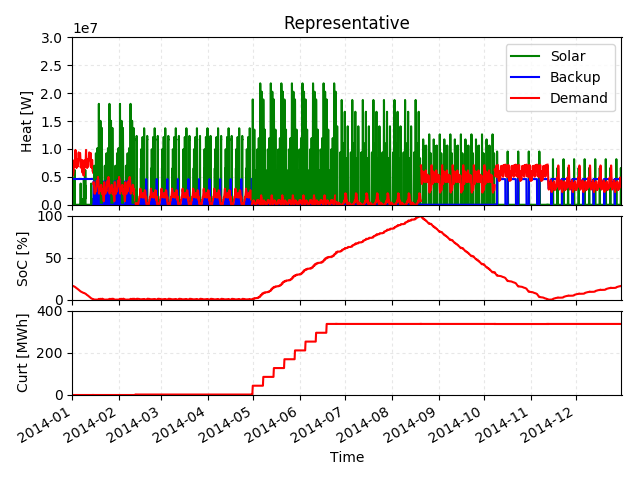 Representative
1e7
3.0
2.5
2.0
1.5
1.0
0.5
0.0
Heat [W]
Solar
Backup
Demand
100
50
0
SoC [%]
400
200
0
Curt [MWh]
2014-01
2014-02
2014-03
2014-04
2014-05
2014-06
2014-07
2014-08
2014-09
2014-10
2014-11
2014-12
Time